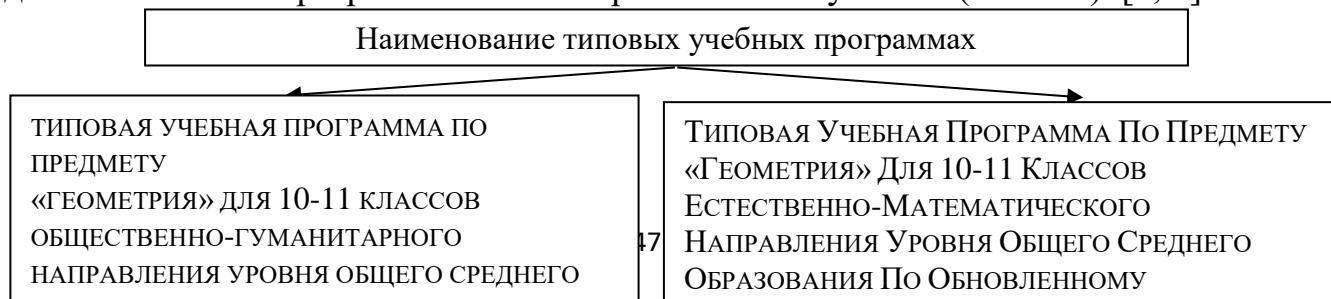 Наименование типовых учебных программах
ТИПОВАЯ УЧЕБНАЯ ПРОГРАММА ПО
ПРЕДМЕТУ
«ГЕОМЕТРИЯ» ДЛЯ 10-11 КЛАССОВ
ОБЩЕСТВЕННО-ГУМАНИТАРНОГО
НАПРАВЛЕНИЯ УРОВНЯ ОБЩЕГО СРЕДНЕГО
47
ТИПОВАЯ УЧЕБНАЯ ПРОГРАММА ПО ПРЕДМЕТУ
«ГЕОМЕТРИЯ» ДЛЯ 10-11 КЛАССОВ
ЕСТЕСТВЕННО-МАТЕМАТИЧЕСКОГО
НАПРАВЛЕНИЯ УРОВНЯ ОБЩЕГО СРЕДНЕГО
ОБРАЗОВАНИЯ ПО ОБНОВЛЕННОМУ